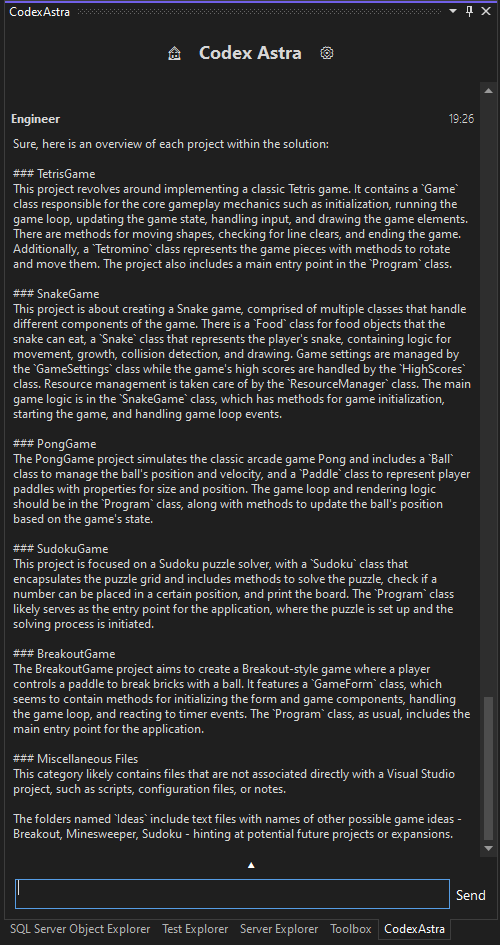 CodexAstra
Codex Astra
Engineer 19:26
Sure, here is an overview of each project within the solution:
### TetrisGame
This project revolves around implementing a classic Tetris game. It contains a `Game`
class responsible for the core gameplay mechanics such as initialization, running the
game loop, updating the game state, handling input, and drawing the game elements.
There are methods for moving shapes, checking for line clears, and ending the game.
Additionally, a `Tetromino` class represents the game pieces with methods to rotate
and move them. The project also includes a main entry point in the `Program` class.
### SnakeGame
This project is about creating a Snake game, comprised of multiple classes that handle
different components of the game. There is a `Food` class for food objects that the
snake can eat, a `Snake` class that represents the player's snake, containing logic for
movement, growth, collision detection, and drawing. Game settings are managed by
the `GameSettings` class while the game's high scores are handled by the `HighScores`
class. Resource management is taken care of by the `ResourceManager` class. The main
game logic is in the `SnakeGame` class, which has methods for game initialization,
starting the game, and handling game loop events.
### PongGame
The PongGame project simulates the classic arcade game Pong and includes a `Ball`
class to manage the ball's position and velocity, and a `Paddle` class to represent player
paddles with properties for size and position. The game loop and rendering logic
should be in the `Program` class, along with methods to update the ball's position
based on the game's state.
### SudokuGame
This project is focused on a Sudoku puzzle solver, with a `Sudoku` class that
encapsulates the puzzle grid and includes methods to solve the puzzle, check if a
number can be placed in a certain position, and print the board. The `Program` class
likely serves as the entry point for the application, where the puzzle is set up and the
solving process is initiated.
### BreakoutGame
The BreakoutGame project aims to create a Breakout-style game where a player
controls a paddle to break bricks with a ball. It features a `GameForm` class, which
seems to contain methods for initializing the form and game components, handling
the game loop, and reacting to timer events. The `Program` class, as usual, includes the
main entry point for the application.
### Miscellaneous Files
This category likely contains files that are not associated directly with a Visual Studio
project, such as scripts, configuration files, or notes.
The folders named `Ideas` include text files with names of other possible game ideas -
Breakout, Minesweeper, Sudoku - hinting at potential future projects or expansions.
Send
SQL Server Object Explorer Test Explorer Server Explorer Toolbox CodexAstra